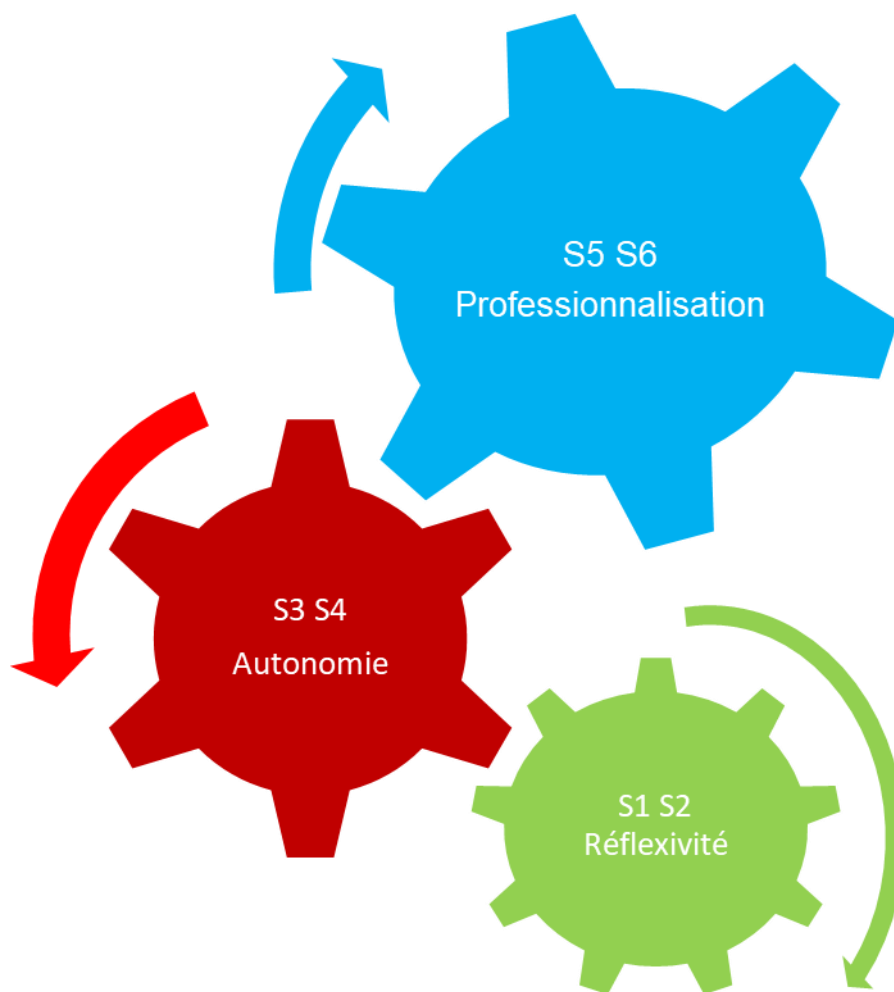 S5 S6
Professionnalisation
S3 S4
Autonomie
S1 S2
Réflexivité